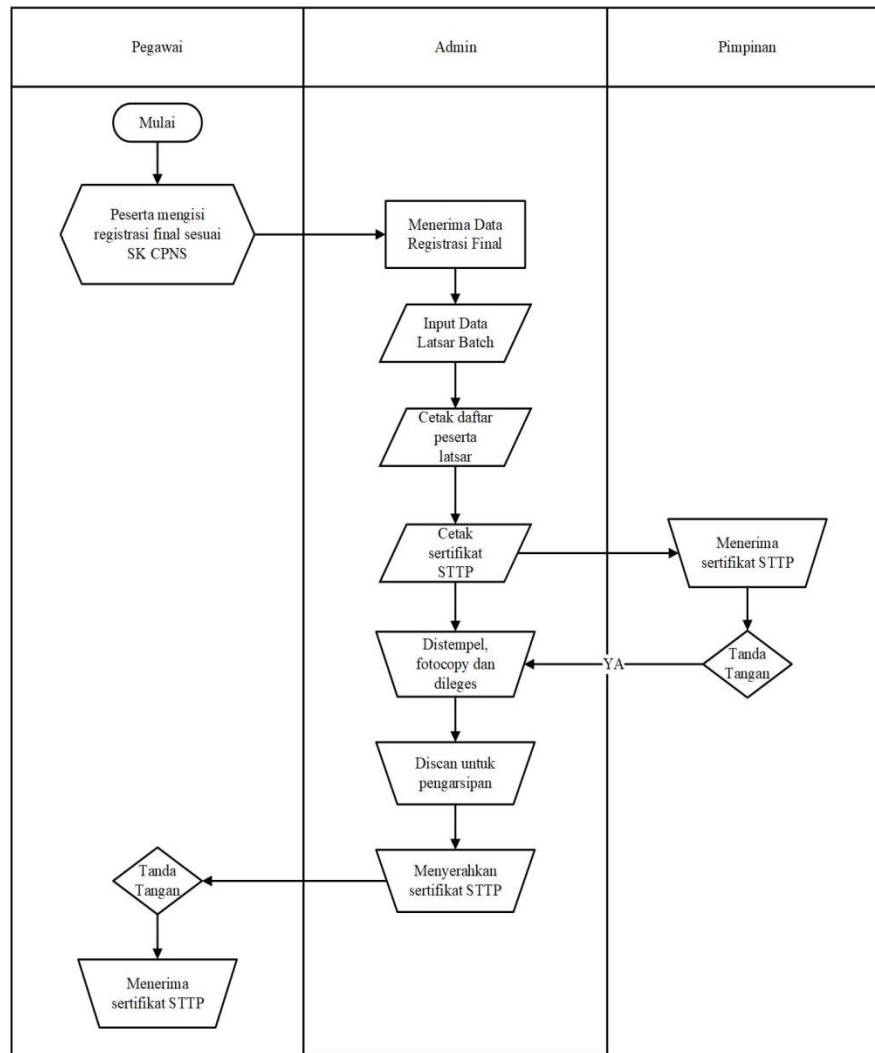 Pegawai
Admin
Pimpinan
Mulai
Peserta mengisi
registrasi final sesuai
SK CPNS
Menerima Data
Registrasi Final
Input Data
Latsar Batch
Cetak daftar
peserta
latsar
Cetak
sertifikat
STTP
Menerima
sertifikat STTP
Distempel,
fotocopy dan
dileges
YA
Tanda
Tangan
Discan untuk
pengarsipan
Tanda
Tangan
Menyerahkan
sertifikat STTP
Menerima
sertifikat STTP